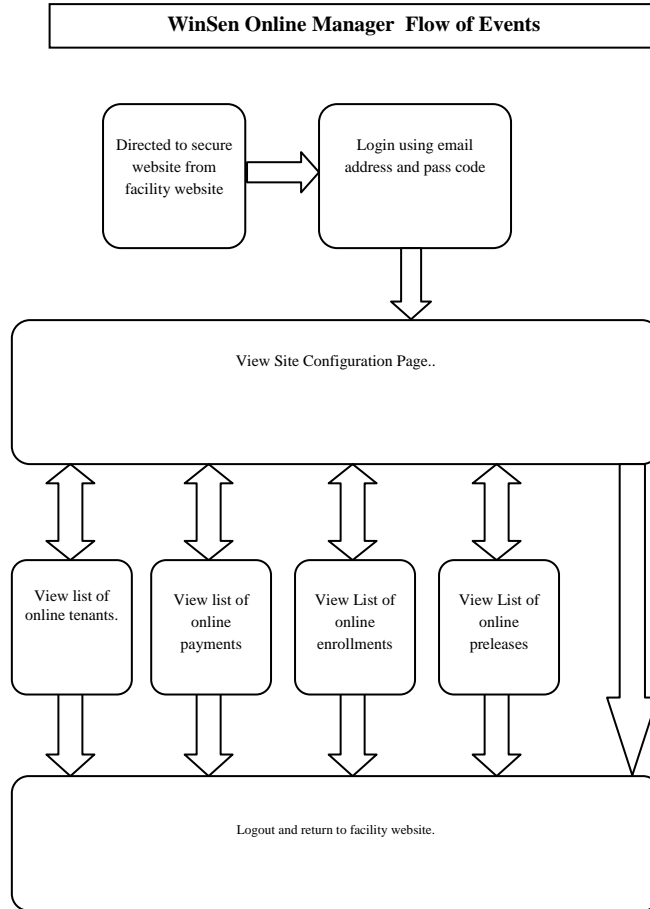 WinSen Online Manager  Flow of Events
Directed to secure
website from
facility website
Login using email
address and pass code
View Site Configuration Page..
View list of
online tenants.
View list of
online
payments
View List of
online
enrollments
View List of
online
preleases
Logout and return to facility website.